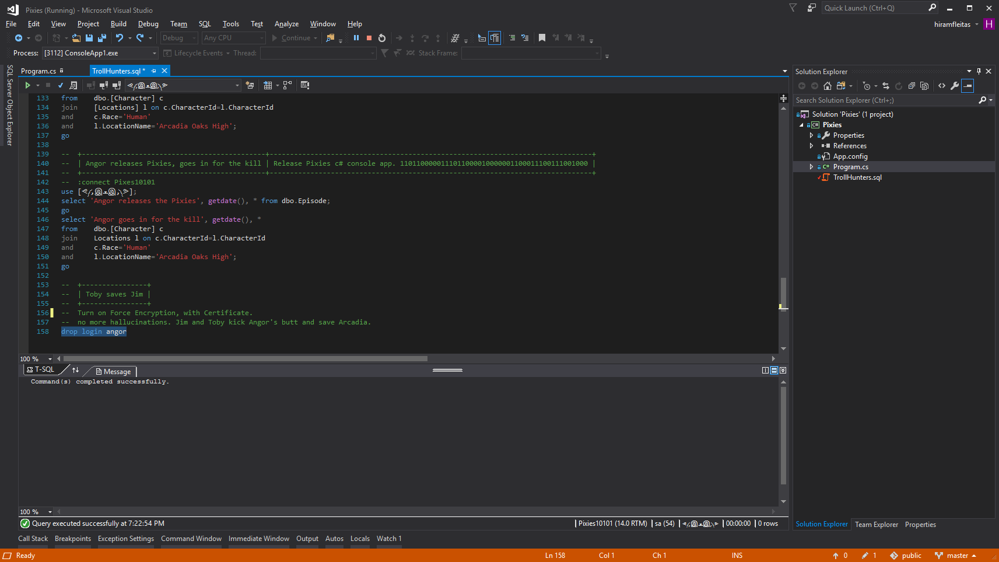 Pixies (Running) - Microsoft Visual Studio
Quick Launch (Ctrl+Q)
File Edit View Project Build Debug Team SQL Tools Test Analyze Window Help
hiramfleitas H
Debug Any CPU Continue
Process: [3112] ConsoleApp1.exe Lifecycle Events Thread: Stack Frame:
SQL Server Object Explorer
Program.cs TrollHunters.sql *
133 from dbo.[Character] c
134 join [Locations] l on c.CharacterId=l.CharacterId
135 and c.Race='Human'
136 and l.LocationName='Arcadia Oaks High';
137 go
138
139 -- +---------------------------------------------+-------------------------------------------------------------------------------+
140 -- | Angor releases Pixies, goes in for the kill | Release Pixies c# console app. 1101100000111011000010000001100011100111001000 |
141 -- +---------------------------------------------+-------------------------------------------------------------------------------+
142 -- :connect Pixes10101
143 use [];
144 select 'Angor releases the Pixies', getdate(), * from dbo.Episode;
145 go
146 select 'Angor goes in for the kill', getdate(), *
147 from dbo.[Character] c
148 join Locations l on c.CharacterId=l.CharacterId
149 and c.Race='Human'
150 and l.LocationName='Arcadia Oaks High';
151 go
152
153 -- +----------------+
154 -- | Toby saves Jim |
155 -- +----------------+
156 -- Turn on Force Encryption, with Certificate.
157 -- no more hallucinations. Jim and Toby kick Angor's butt and save Arcadia.
158 drop login angor
100 %
T-SQL Message
Command(s) completed successfully.
100 %
Query executed successfully at 7:22:54 PM
Pixies10101 (14.0 RTM) sa (54) 00:00:00 0 rows
Solution Explorer
Search Solution Explorer (Ctrl+;)
Solution 'Pixies' (1 project)
C# Pixies
Properties
References
App.config
C# Program.cs
TrollHunters.sql
Solution Explorer Team Explorer Properties
Call Stack Breakpoints Exception Settings Command Window Immediate Window Output Autos Locals Watch 1
Ready Ln 158 Col 1 Ch 1 INS 0 1 public master